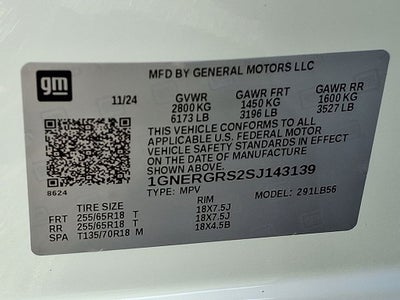 gm
MFD BY GENERAL MOTORS LLC
11/24 GVWR GAWR FRT GAWR RR
2800 KG 1450 KG 1600 KG
6173 LB 3196 LB 3527 LB
THIS VEHICLE CONFORMS TO ALL
APPLICABLE U.S. FEDERAL MOTOR
VEHICLE SAFETY STANDARDS IN EFFECT
ON THE DATE OF MANUFACTURE SHOWN ABOVE.
1GNERGRS2SJ143139
8624 TYPE: MPV MODEL: 291LB56
TIRE SIZE RIM
FRT 255/65R18 T 18X7.5J
RR 255/65R18 T 18X7.5J
SPA T135/70R18 M 18X4.5B